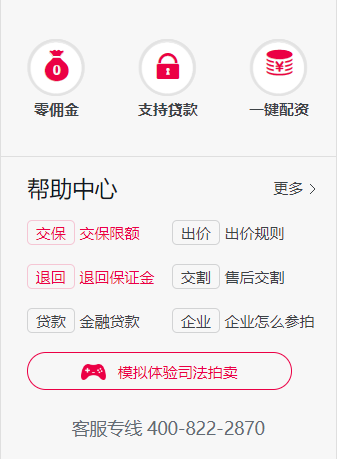 0 ¥
零佣金 支持贷款 一键配资
帮助中心 更多
交保 交保限额 出价 出价规则
退回 退回保证金 交割 售后交割
贷款 金融贷款 企业 企业怎么参拍
模拟体验司法拍卖
客服专线 400-822-2870